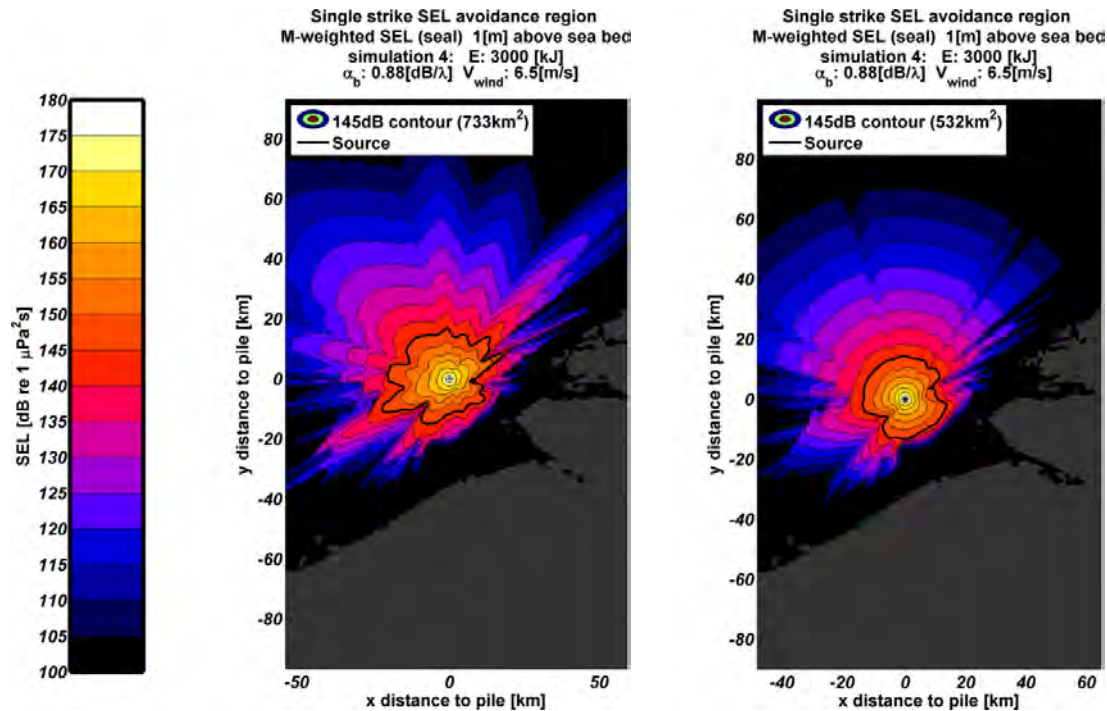 Single strike SEL avoidance region
M-weighted SEL (seal) 1[m] above sea bed
simulation 4: E: 3000 [kJ]
α_b: 0.88[dB/λ] V_wind: 6.5[m/s]
Single strike SEL avoidance region
M-weighted SEL (seal) 1[m] above sea bed
simulation 4: E: 3000 [kJ]
α_b: 0.88[dB/λ] V_wind: 6.5[m/s]
SEL [dB re 1 μPa²s]
180
175
170
165
160
155
150
145
140
135
130
125
120
115
110
105
100
145dB contour (733km²)
Source
y distance to pile [km]
80
60
40
20
0
-20
-40
-60
-80
-50 0 50
x distance to pile [km]
145dB contour (532km²)
Source
y distance to pile [km]
80
60
40
20
0
-20
-40
-60
-80
-40 -20 0 20 40 60
x distance to pile [km]